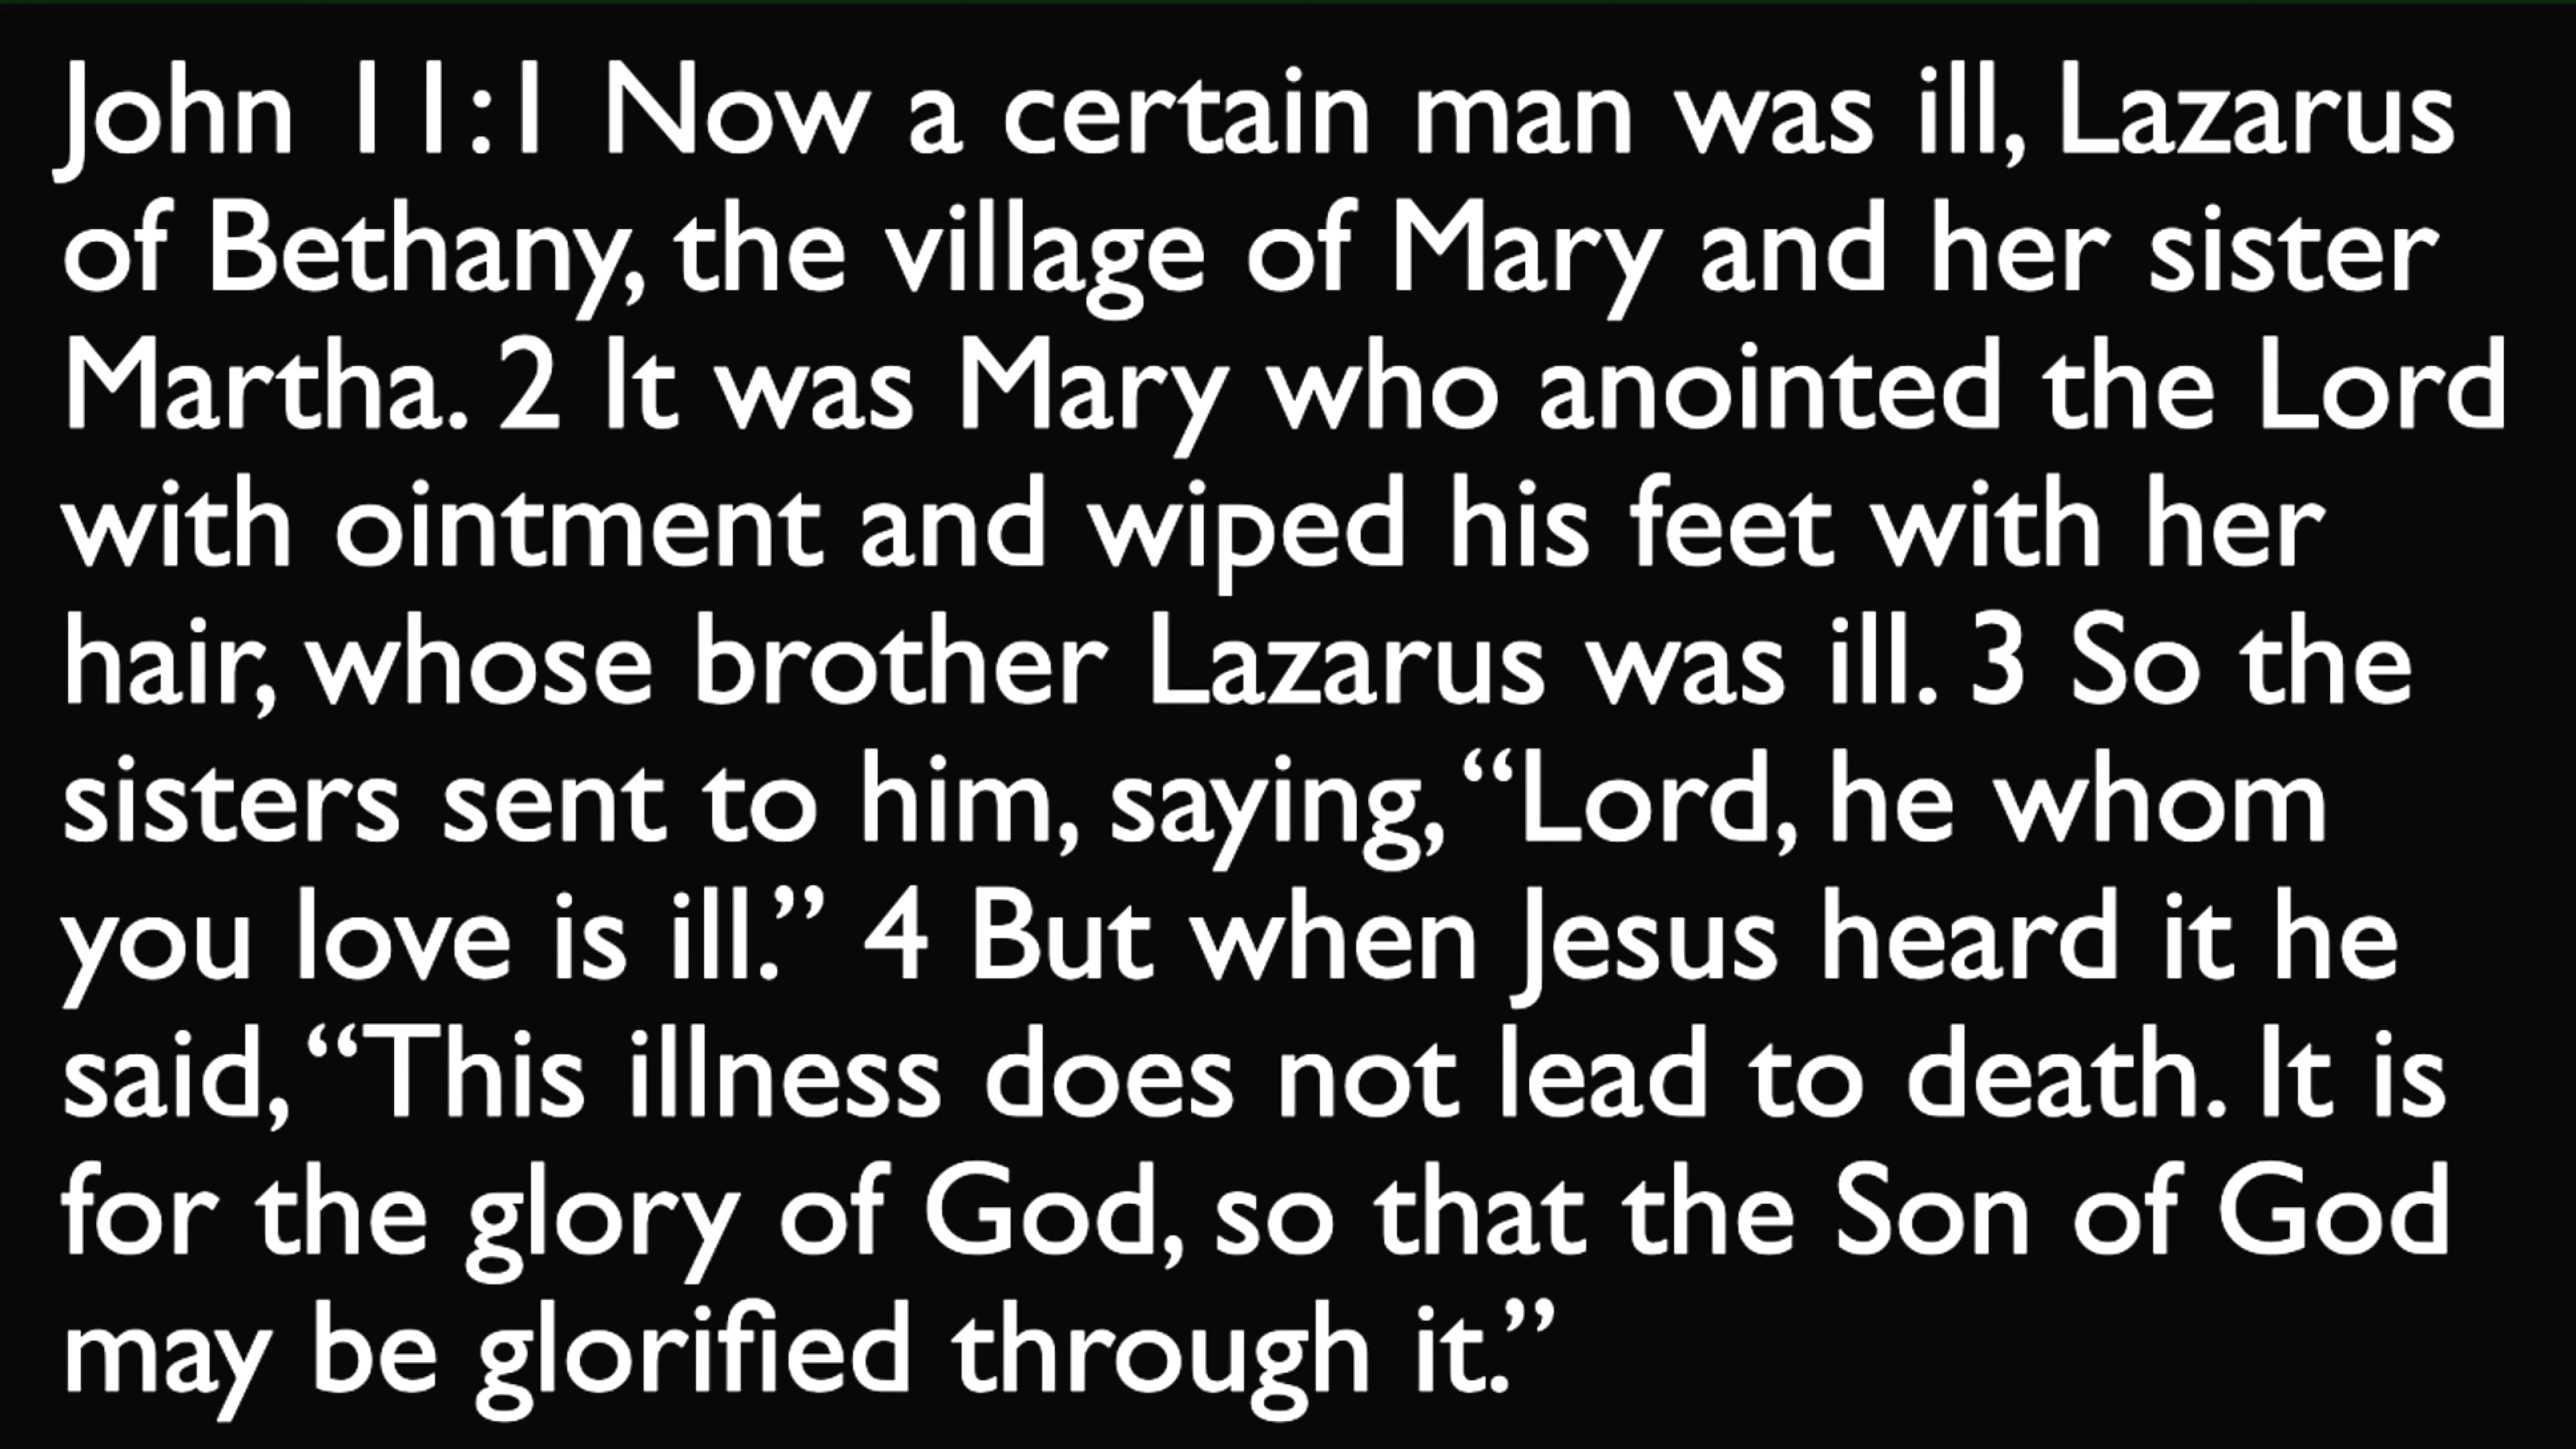 John 11:1 Now a certain man was ill, Lazarus
of Bethany, the village of Mary and her sister
Martha. 2 It was Mary who anointed the Lord
with ointment and wiped his feet with her
hair, whose brother Lazarus was ill. 3 So the
sisters sent to him, saying, “Lord, he whom
you love is ill.” 4 But when Jesus heard it he
said, “This illness does not lead to death. It is
for the glory of God, so that the Son of God
may be glorified through it.”